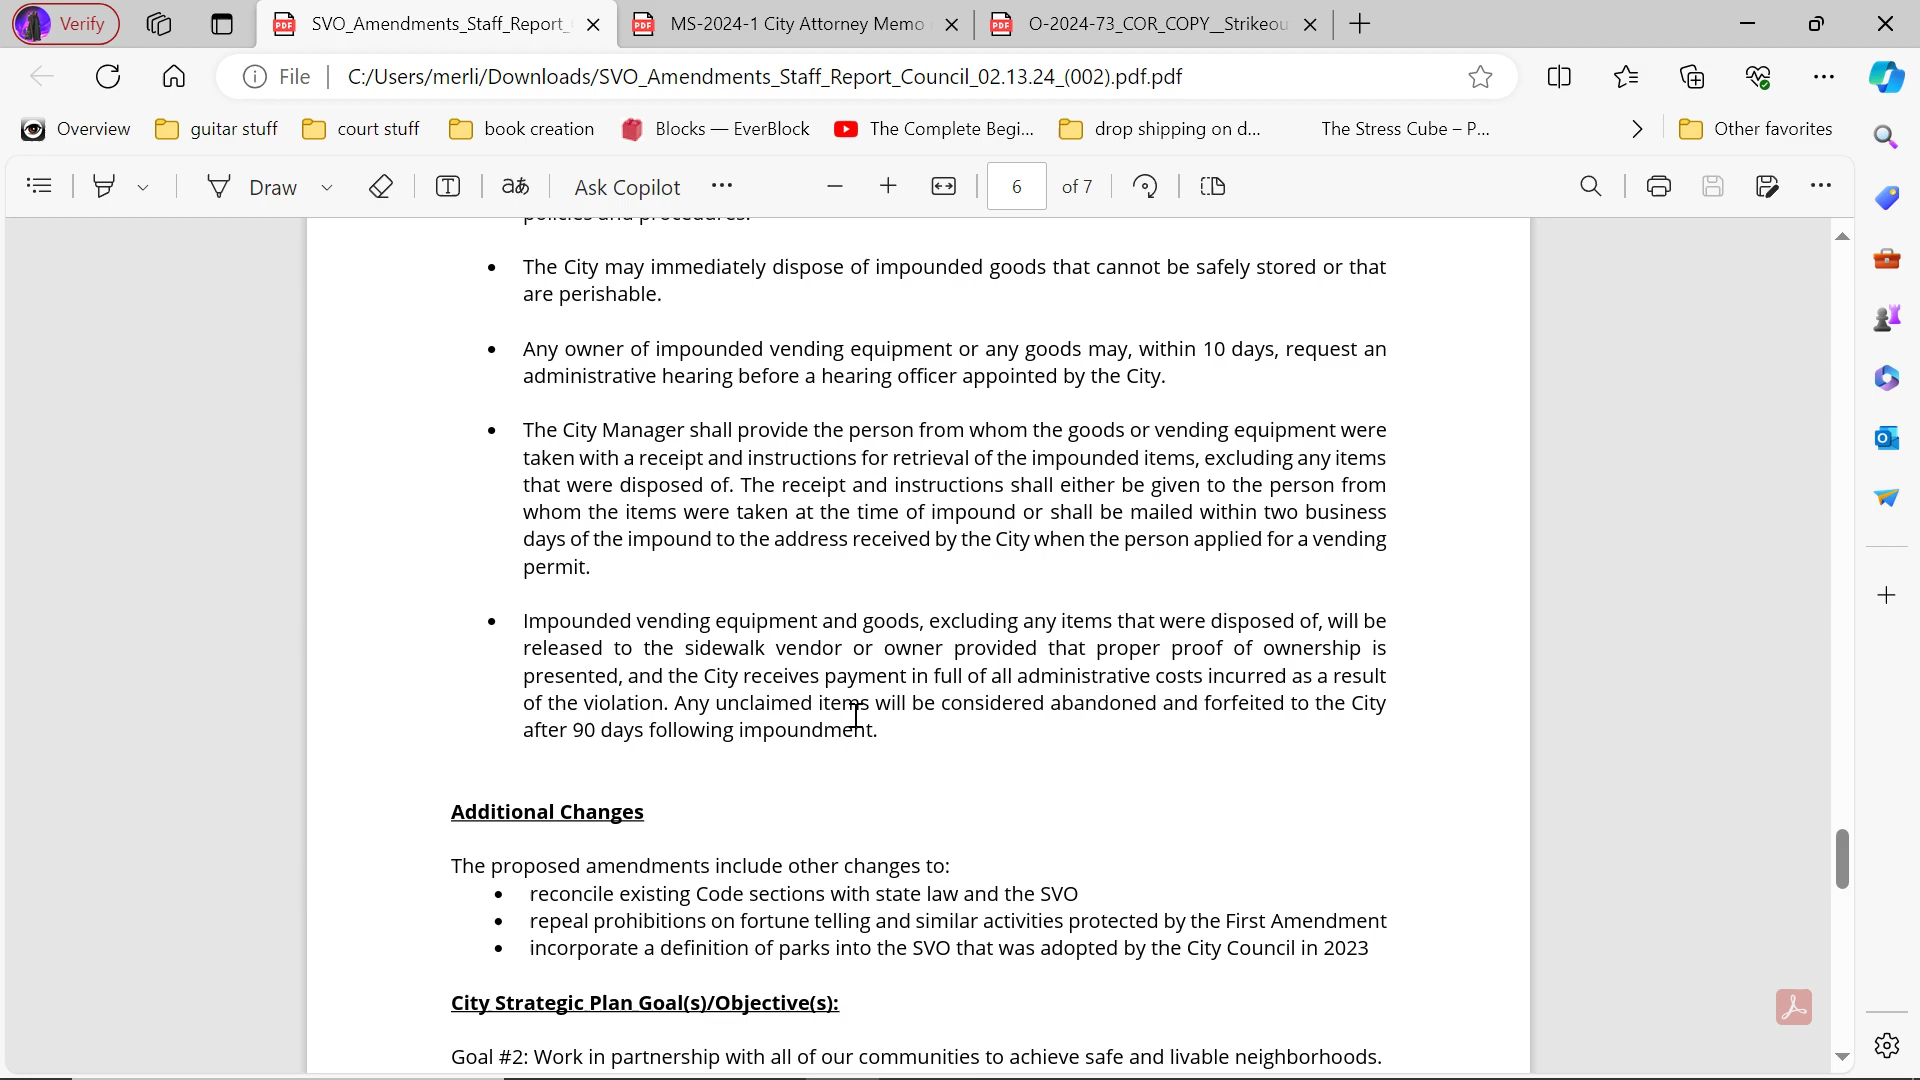 Verify
SVO_Amendments_Staff_Report_
MS-2024-1 City Attorney Memo
O-2024-73_COR_COPY__Strikeou
File
C:/Users/merli/Downloads/SVO_Amendments_Staff_Report_Council_02.13.24_(002).pdf.pdf
Overview
guitar stuff
court stuff
book creation
Blocks — EverBlock
The Complete Begi...
drop shipping on d...
The Stress Cube – P...
Other favorites
Draw
Ask Copilot
6 of 7
policies and procedures.
• The City may immediately dispose of impounded goods that cannot be safely stored or that
are perishable.
• Any owner of impounded vending equipment or any goods may, within 10 days, request an
administrative hearing before a hearing officer appointed by the City.
• The City Manager shall provide the person from whom the goods or vending equipment were
taken with a receipt and instructions for retrieval of the impounded items, excluding any items
that were disposed of. The receipt and instructions shall either be given to the person from
whom the items were taken at the time of impound or shall be mailed within two business
days of the impound to the address received by the City when the person applied for a vending
permit.
• Impounded vending equipment and goods, excluding any items that were disposed of, will be
released to the sidewalk vendor or owner provided that proper proof of ownership is
presented, and the City receives payment in full of all administrative costs incurred as a result
of the violation. Any unclaimed items will be considered abandoned and forfeited to the City
after 90 days following impoundment.
Additional Changes
The proposed amendments include other changes to:
• reconcile existing Code sections with state law and the SVO
• repeal prohibitions on fortune telling and similar activities protected by the First Amendment
• incorporate a definition of parks into the SVO that was adopted by the City Council in 2023
City Strategic Plan Goal(s)/Objective(s):
Goal #2: Work in partnership with all of our communities to achieve safe and livable neighborhoods.